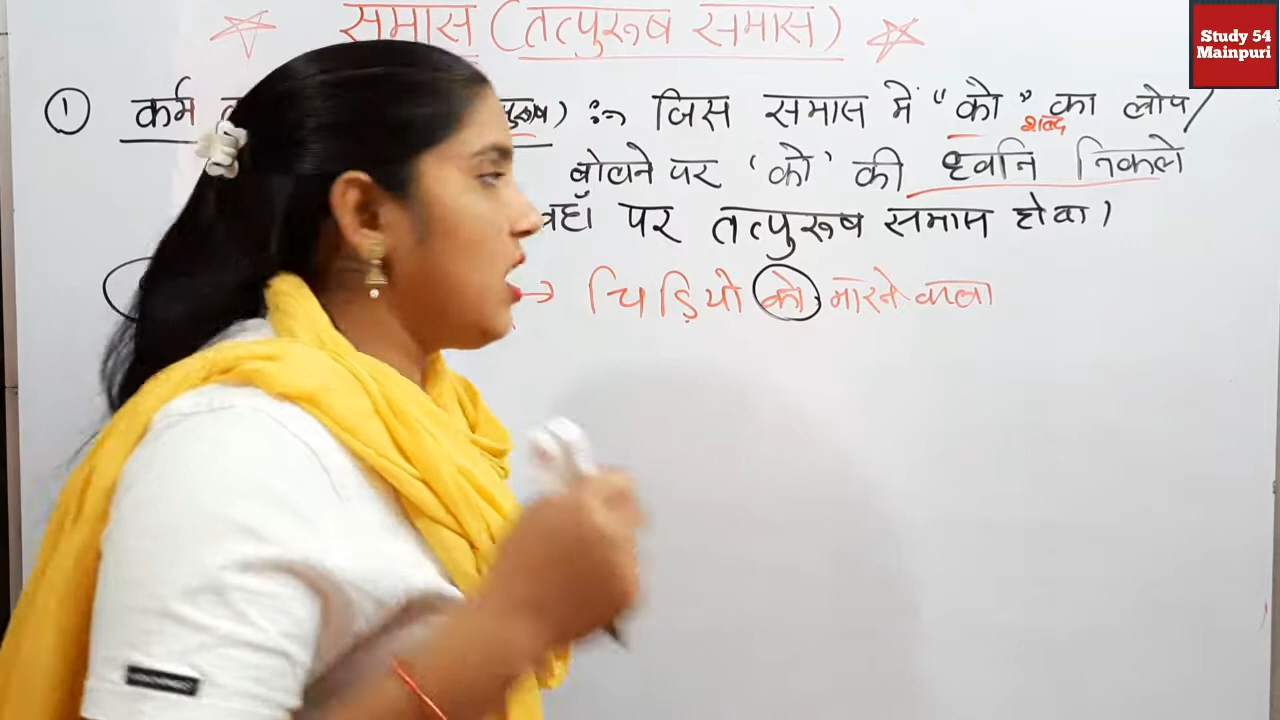 समास (तत्पुरूष समास)
Study 54
Mainpuri
① कर्म पुरूष) :- जिस समास में "को" शब्द का लोप/
बोलने पर 'को' की ध्वनि निकले
वहाँ पर तत्पुरूष समास होगा।
→ चिड़ियो को मारने वाला